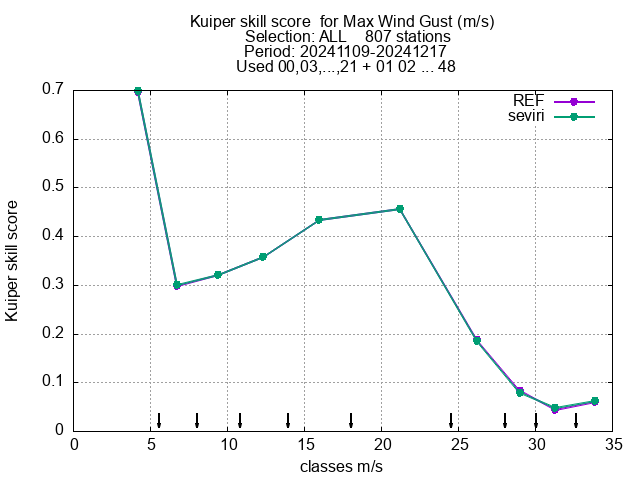 Kuiper skill score  for Max Wind Gust (m/s)
Selection: ALL    807 stations
Period: 20241109-20241217
Used 00,03,...,21 + 01 02 ... 48
REF
seviri
0.7
0.6
0.5
0.4
0.3
0.2
0.1
0
Kuiper skill score
0 5 10 15 20 25 30 35
classes m/s